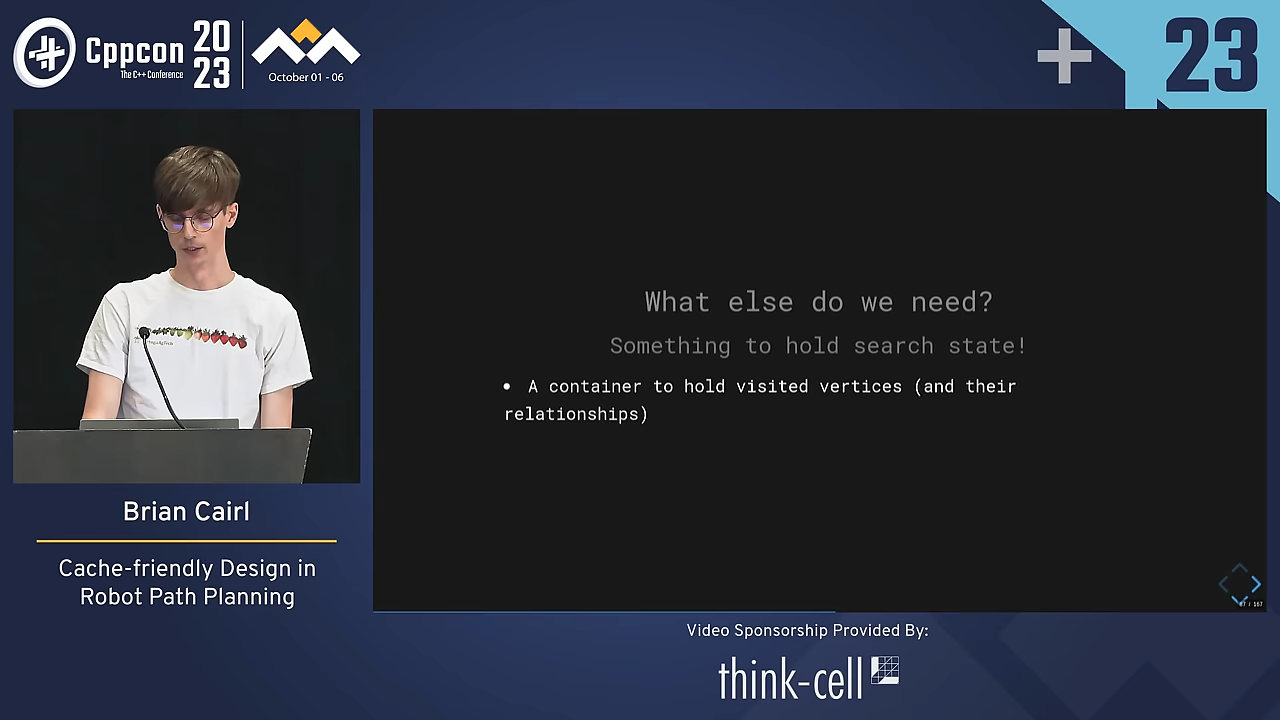 Cppcon
The C++ Conference
20
23
October 01 - 06
23
What else do we need?
Something to hold search state!
• A container to hold visited vertices (and their
relationships)
/ 167
Brian Cairl
Cache-friendly Design in
Robot Path Planning
Video Sponsorship Provided By:
think-cell